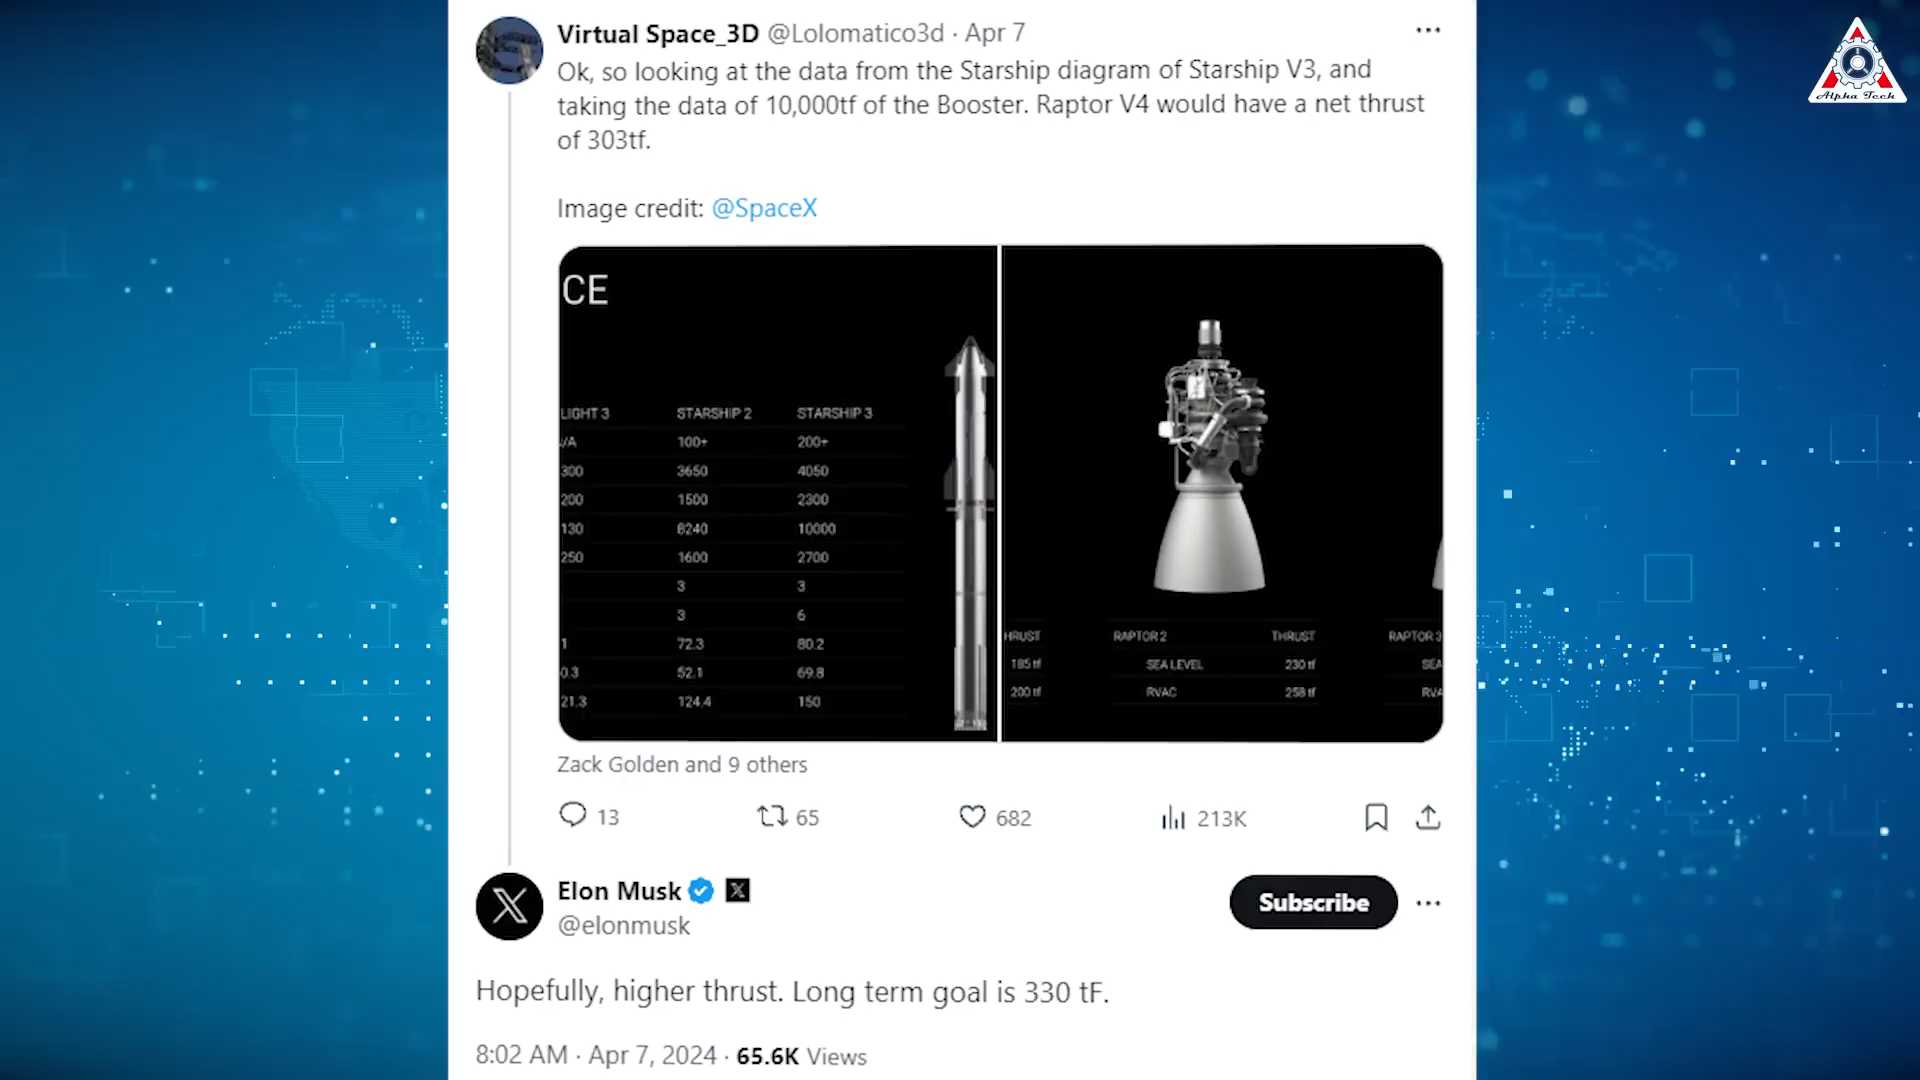 Virtual Space_3D @Lolomatico3d · Apr 7
Ok, so looking at the data from the Starship diagram of Starship V3, and
taking the data of 10,000tf of the Booster. Raptor V4 would have a net thrust
of 303tf.
Image credit: @SpaceX
CE
LIGHT 3 STARSHIP 2 STARSHIP 3
/A 100+ 200+
300 3650 4050
200 1500 2300
130 8240 10000
250 1600 2700
3 3
3 6
1 72.3 80.2
0.3 52.1 69.8
21.3 124.4 150
HRUST RAPTOR 2 THRUST RAPTOR 3
185 tf SEA LEVEL 230 tf SEA
200 tf RVAC 258 tf RVA
Zack Golden and 9 others
13 65 682 213K
Elon Musk
@elonmusk
Subscribe
Hopefully, higher thrust. Long term goal is 330 tF.
8:02 AM · Apr 7, 2024 · 65.6K Views
Alpha Tech